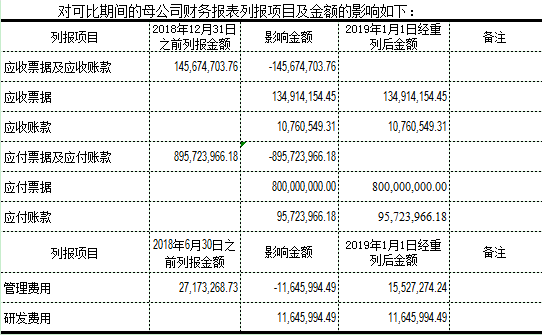 对可比期间的母公司财务报表列报项目及金额的影响如下：
列报项目 2018年12月31日之前列报金额 影响金额 2019年1月1日经重列后金额 备注
应收票据及应收账款 145,674,703.76 -145,674,703.76
应收票据 134,914,154.45 134,914,154.45
应收账款 10,760,549.31 10,760,549.31
应付票据及应付账款 895,723,966.18 -895,723,966.18
应付票据 800,000,000.00 800,000,000.00
应付账款 95,723,966.18 95,723,966.18
列报项目 2018年6月30日之前列报金额 影响金额 2019年1月1日经重列后金额 备注
管理费用 27,173,268.73 -11,645,994.49 15,527,274.24
研发费用 11,645,994.49 11,645,994.49